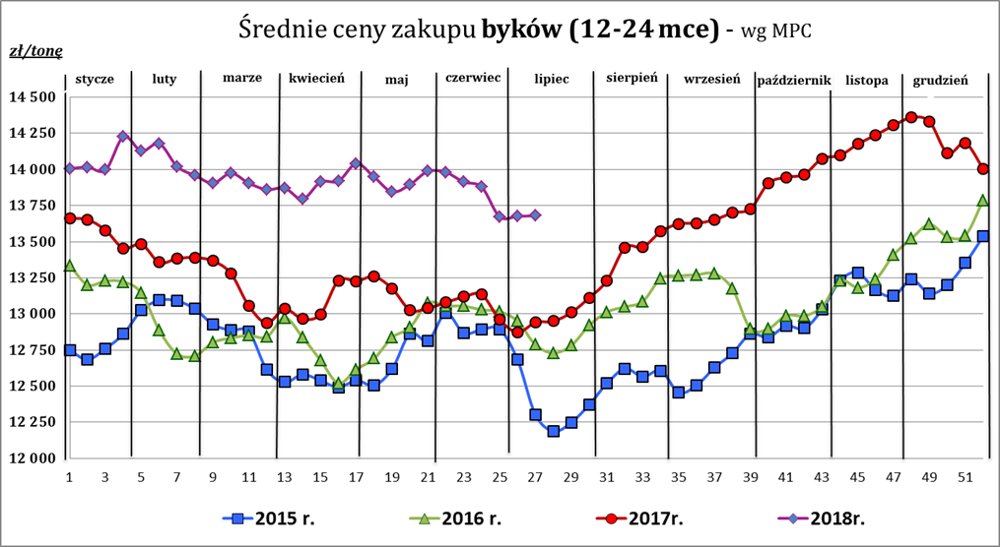 Średnie ceny zakupu byków (12-24 mce) - wg MPC
zł/tonę
stycze luty marze kwiecień maj czerwiec lipiec sierpień wrzesień październik listopa grudzień
14 500
14 250
14 000
13 750
13 500
13 250
13 000
12 750
12 500
12 250
12 000
1 3 5 7 9 11 13 15 17 19 21 23 25 27 29 31 33 35 37 39 41 43 45 47 49 51
2015 r. 2016 r. 2017r. 2018r.